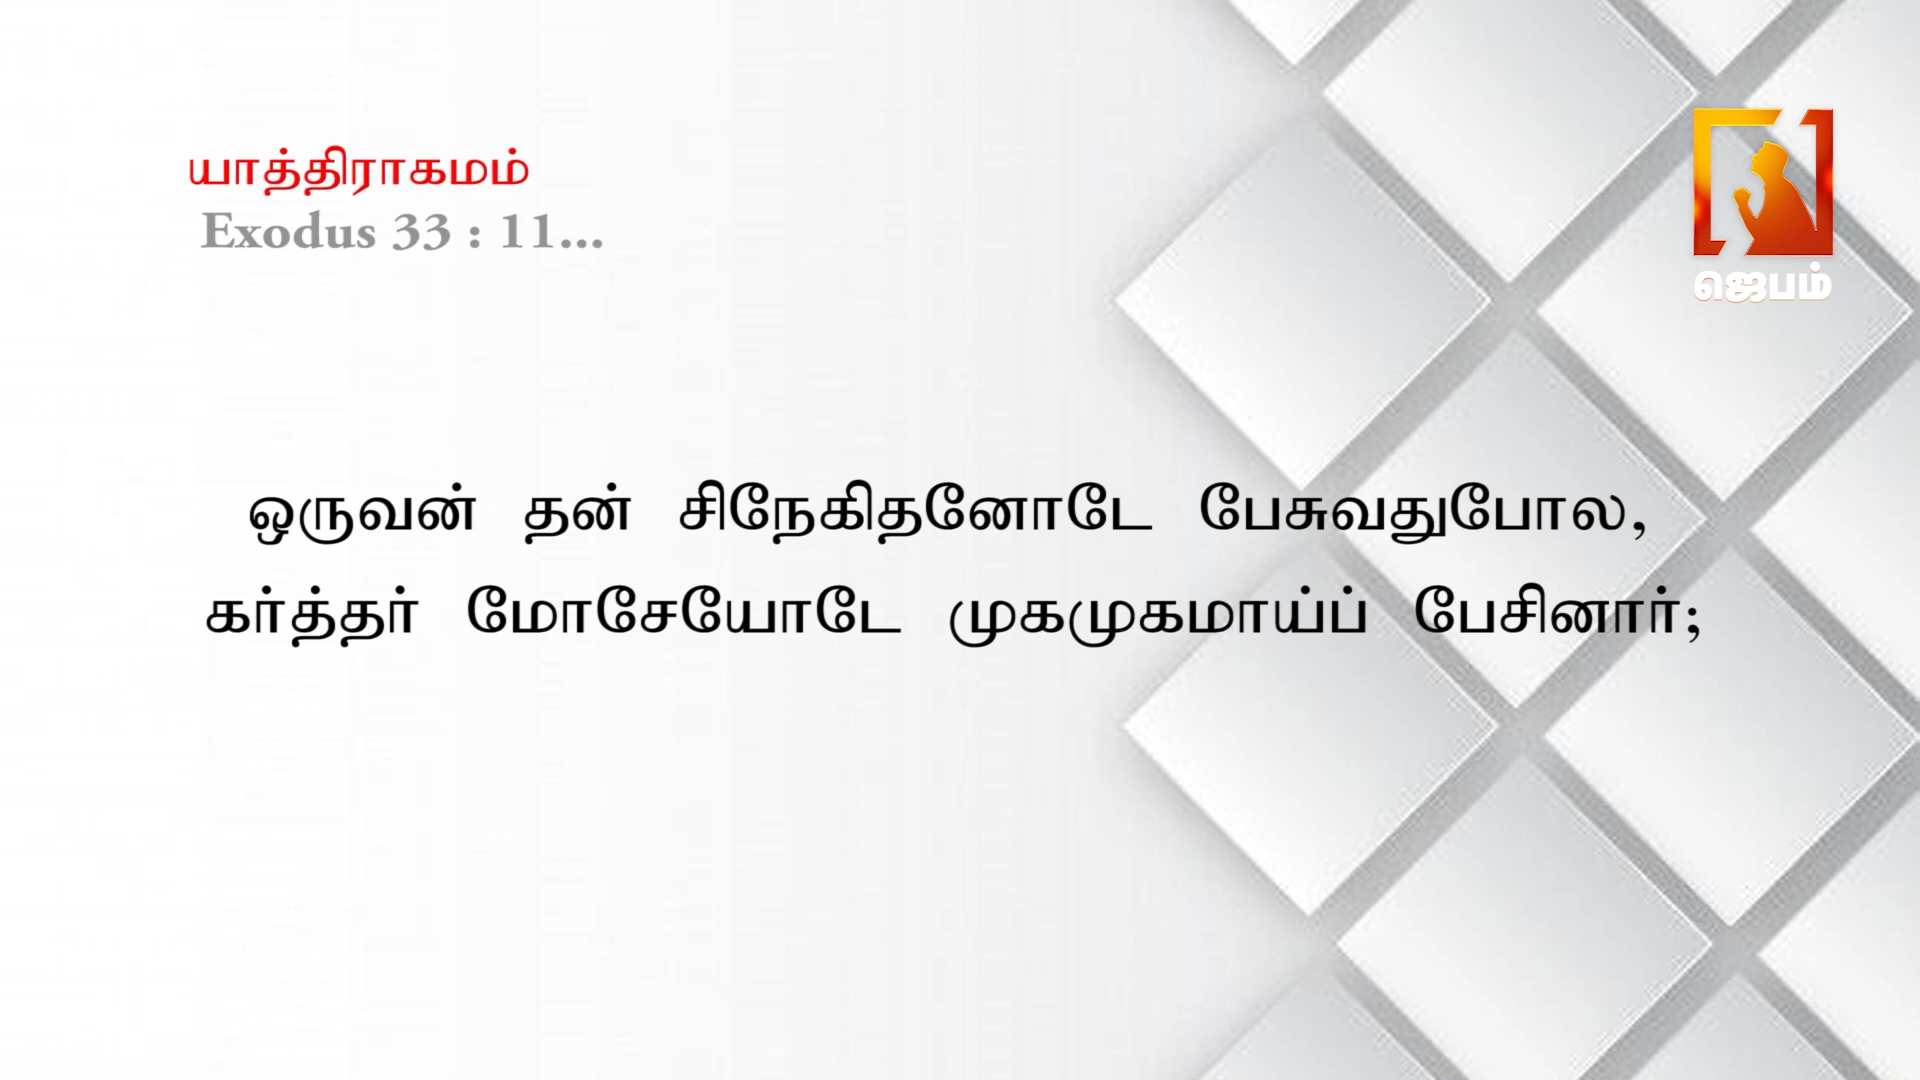 யாத்திராகமம்
Exodus 33 : 11...
ஜெபம்
ஒருவன் தன் சிநேகிதனோடே பேசுவதுபோல,
கர்த்தர் மோசேயோடே முகமுகமாய்ப் பேசினார்;